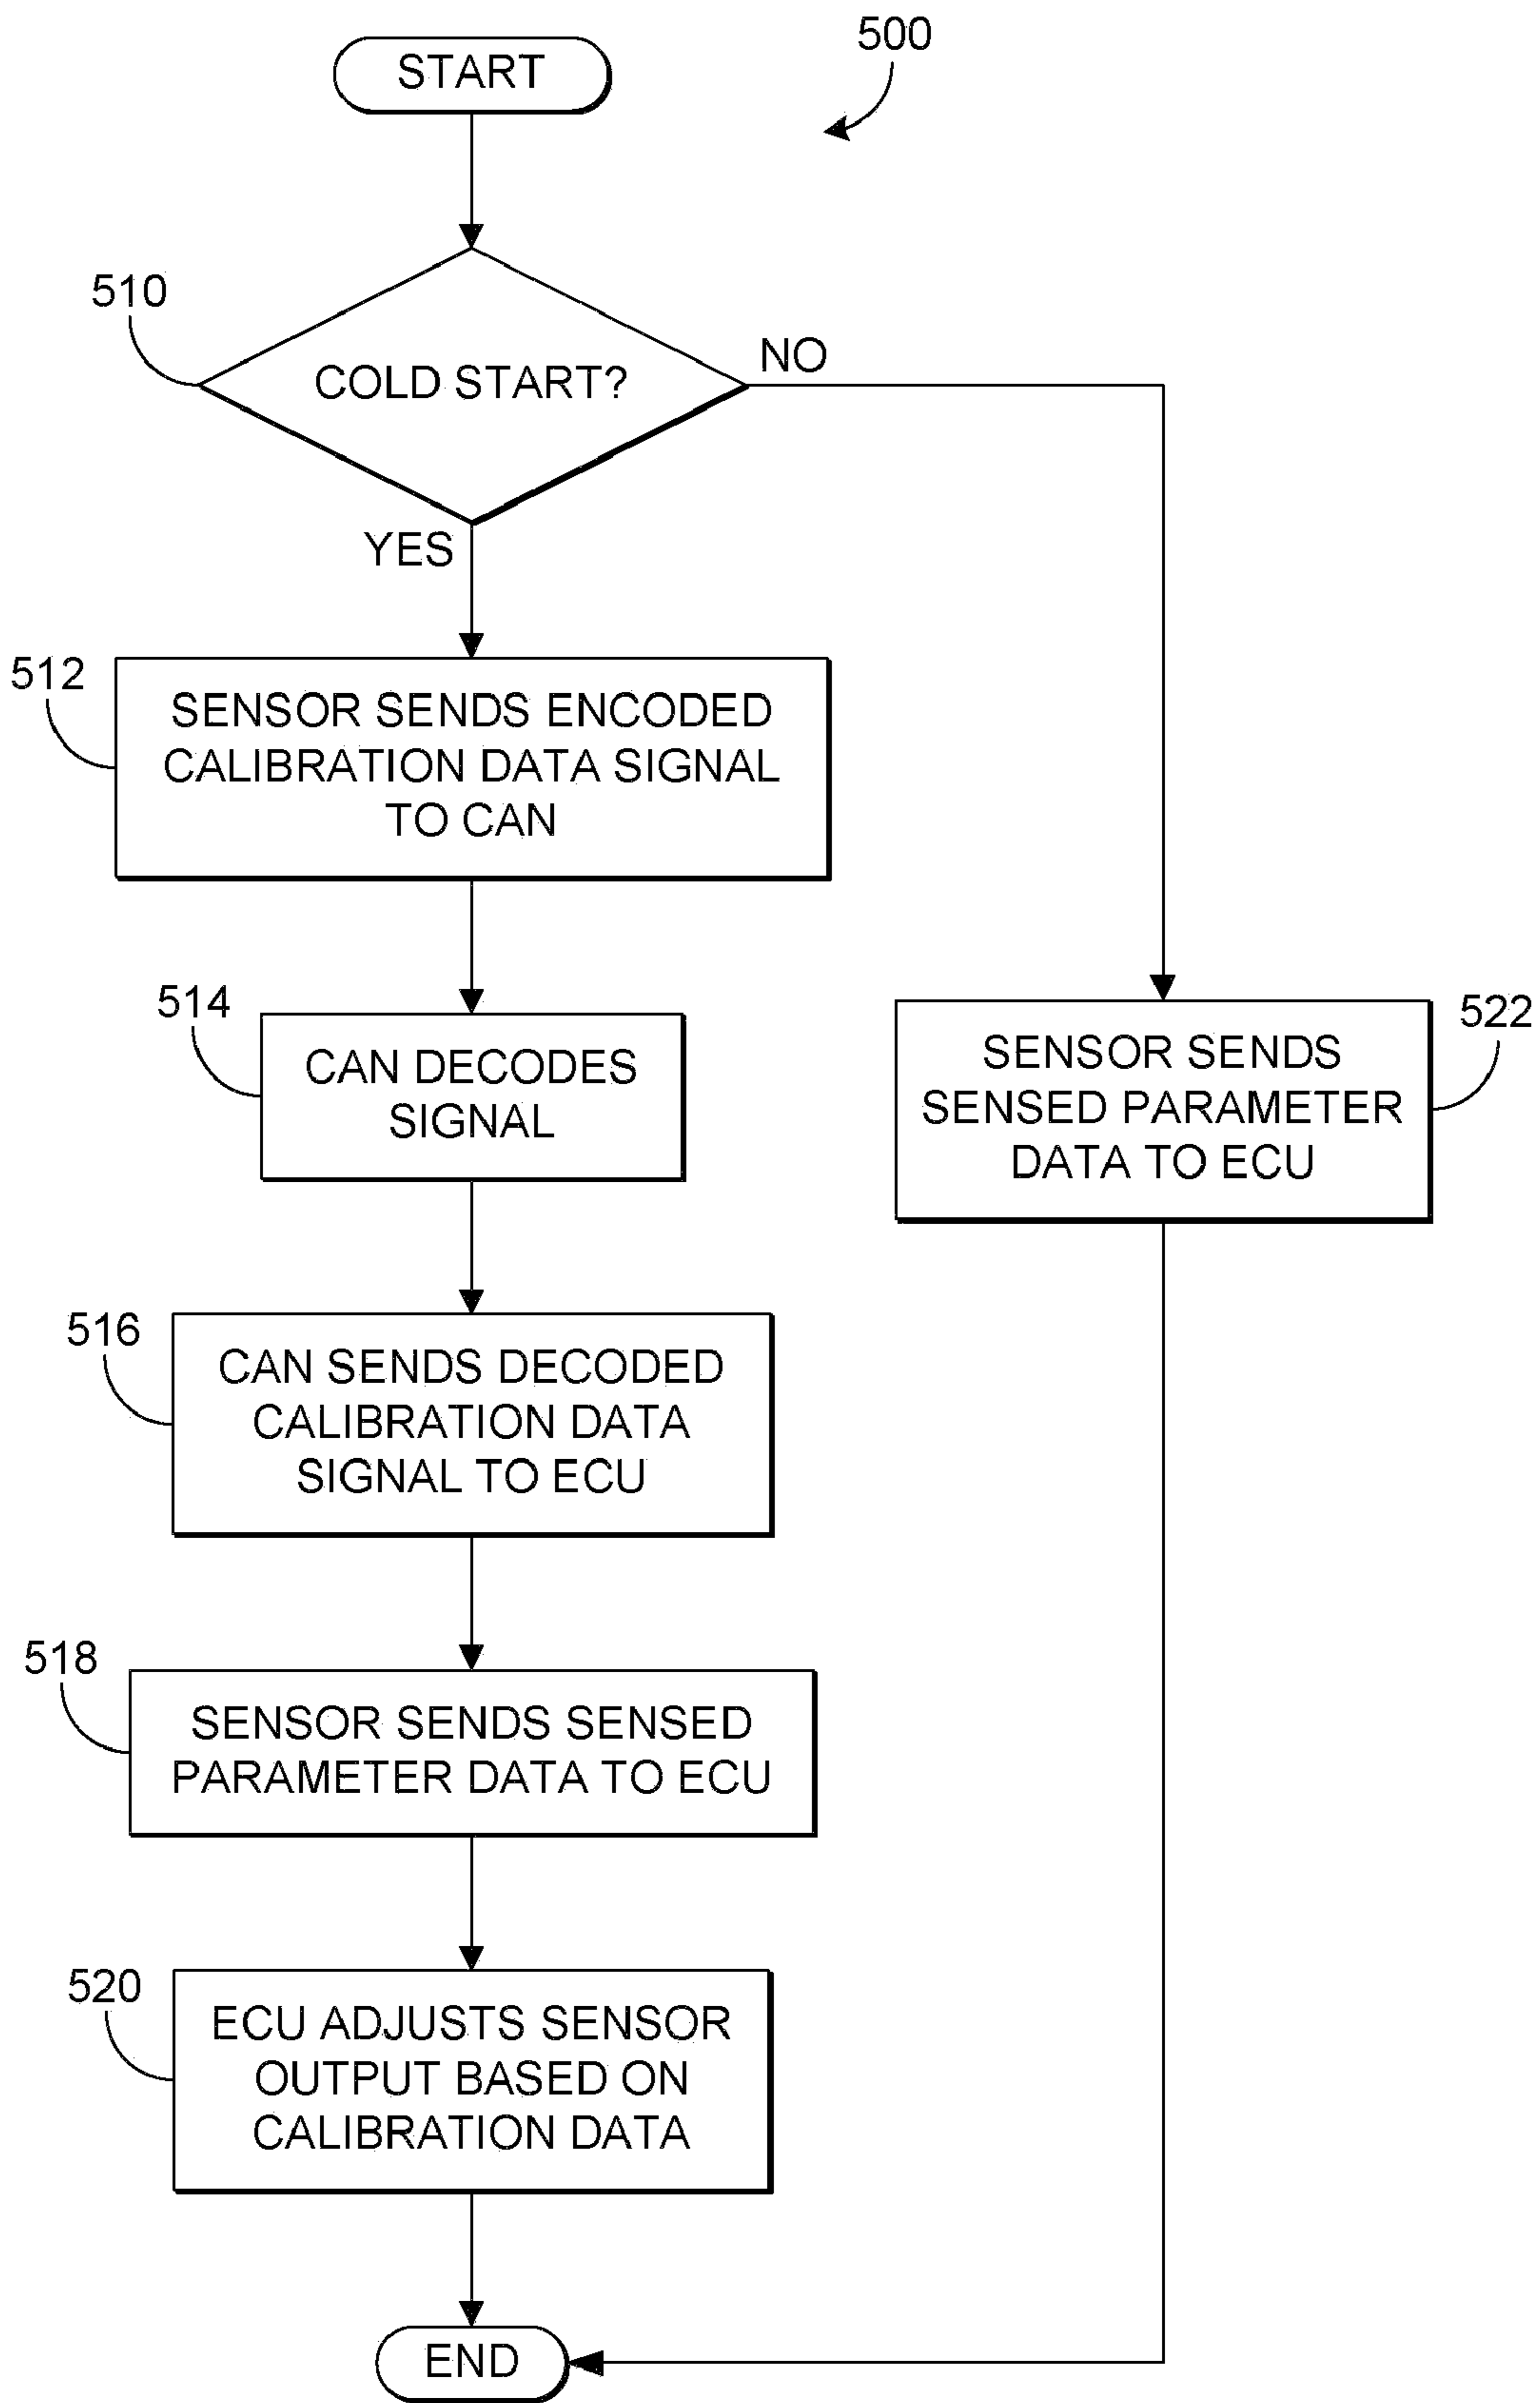 START
500
510
COLD START?
NO
YES
512
SENSOR SENDS ENCODED
CALIBRATION DATA SIGNAL
TO CAN
514
CAN DECODES
SIGNAL
522
SENSOR SENDS
SENSED PARAMETER
DATA TO ECU
516
CAN SENDS DECODED
CALIBRATION DATA
SIGNAL TO ECU
518
SENSOR SENDS SENSED
PARAMETER DATA TO ECU
520
ECU ADJUSTS SENSOR
OUTPUT BASED ON
CALIBRATION DATA
END